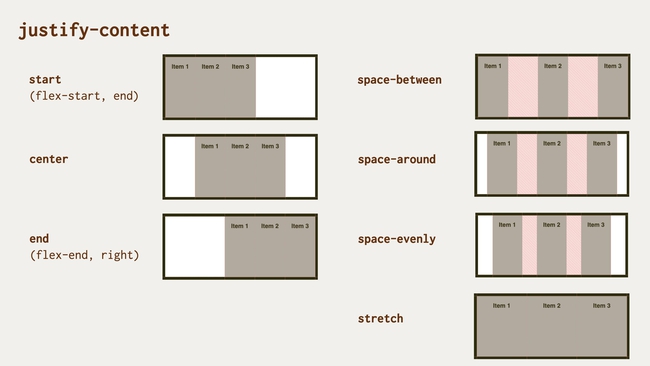 justify-content
start
(flex-start, end)
Item 1 Item 2 Item 3
center
Item 1 Item 2 Item 3
end
(flex-end, right)
Item 1 Item 2 Item 3
space-between
Item 1 Item 2 Item 3
space-around
Item 1 Item 2 Item 3
space-evenly
Item 1 Item 2 Item 3
stretch
Item 1 Item 2 Item 3